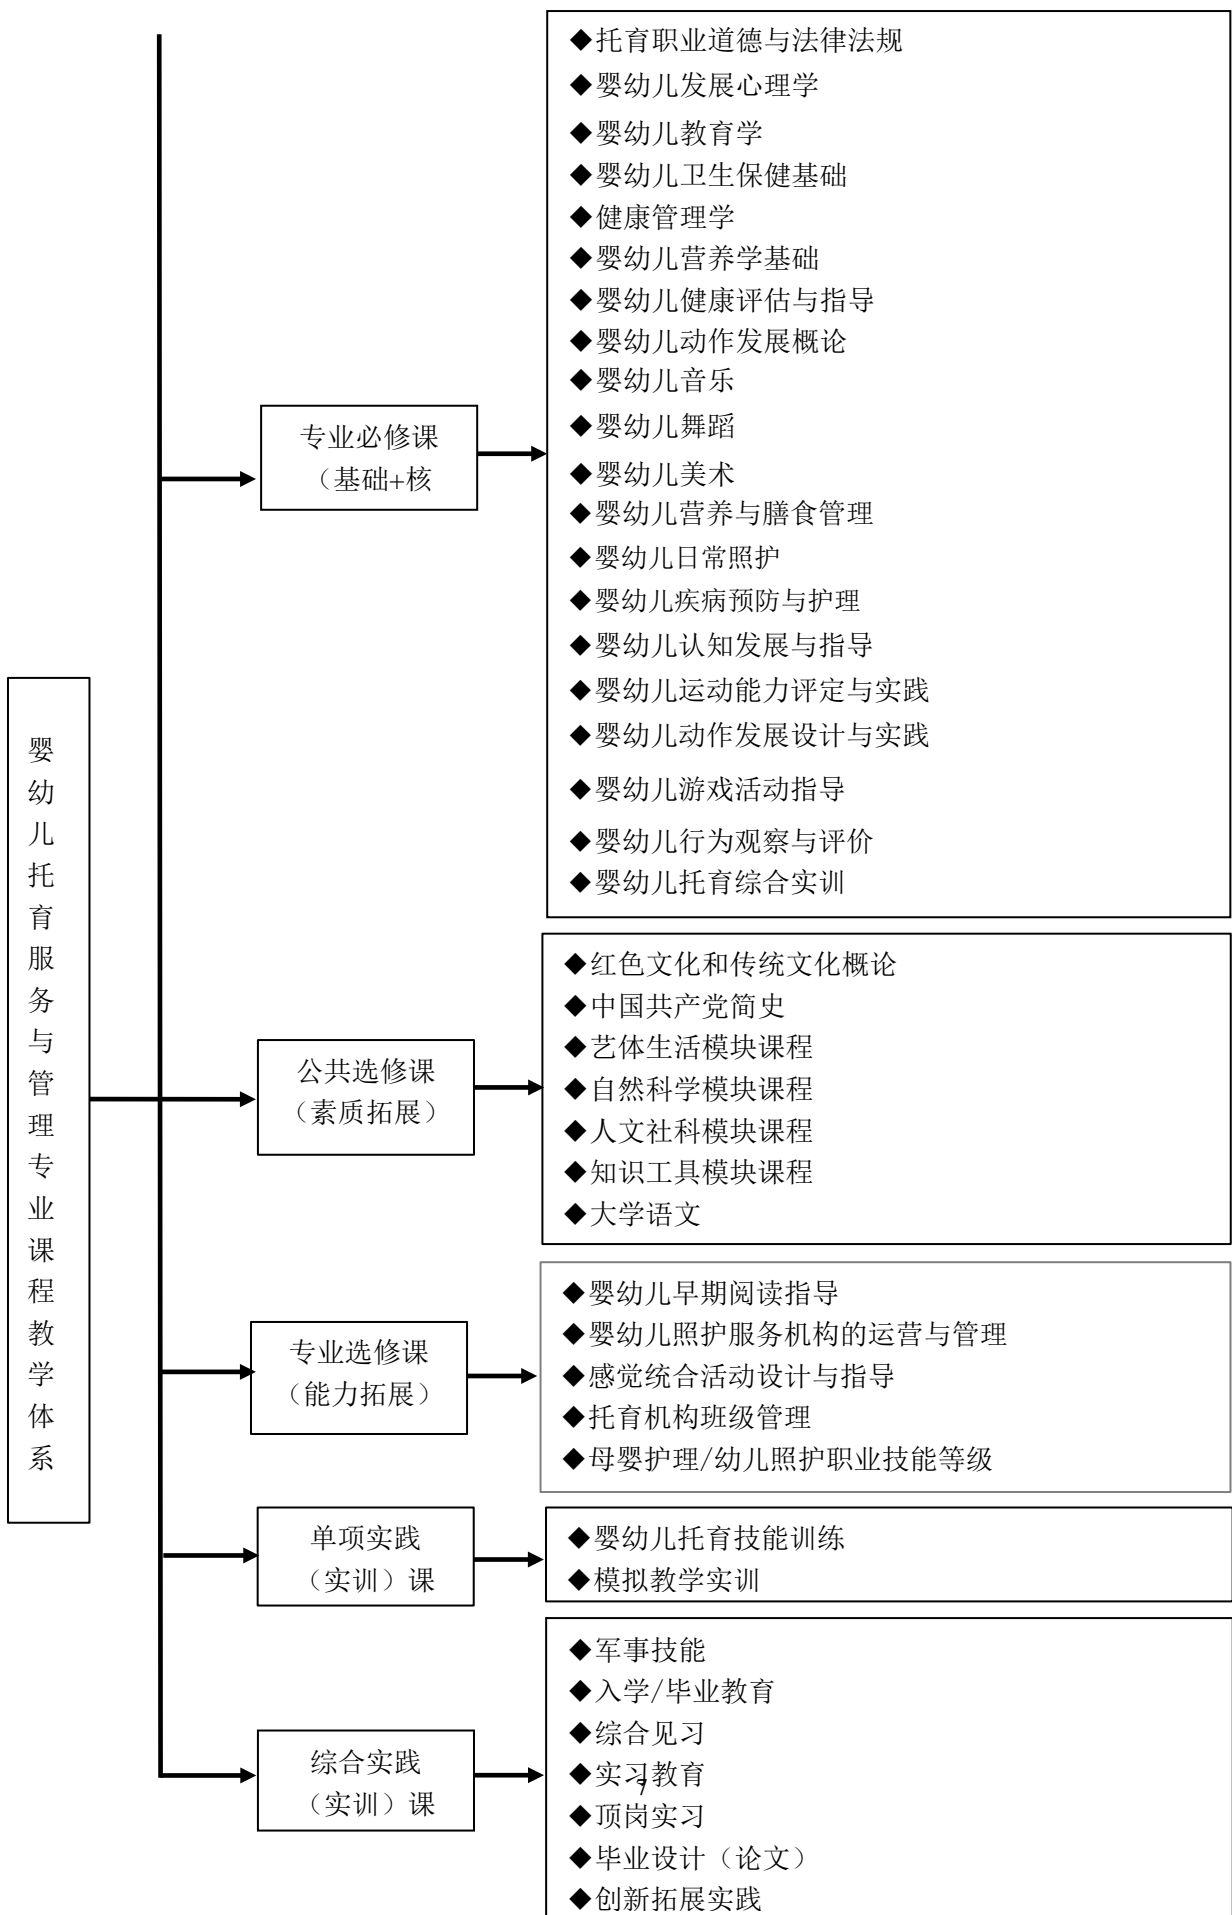 婴幼儿托育服务与管理专业课程教学体系
专业必修课
（基础+核
◆托育职业道德与法律法规
◆婴幼儿发展心理学
◆婴幼儿教育学
◆婴幼儿卫生保健基础
◆健康管理学
◆婴幼儿营养学基础
◆婴幼儿健康评估与指导
◆婴幼儿动作发展概论
◆婴幼儿音乐
◆婴幼儿舞蹈
◆婴幼儿美术
◆婴幼儿营养与膳食管理
◆婴幼儿日常照护
◆婴幼儿疾病预防与护理
◆婴幼儿认知发展与指导
◆婴幼儿运动能力评定与实践
◆婴幼儿动作发展设计与实践
◆婴幼儿游戏活动指导
◆婴幼儿行为观察与评价
◆婴幼儿托育综合实训
公共选修课
（素质拓展）
◆红色文化和传统文化概论
◆中国共产党简史
◆艺体生活模块课程
◆自然科学模块课程
◆人文社科模块课程
◆知识工具模块课程
◆大学语文
专业选修课
（能力拓展）
◆婴幼儿早期阅读指导
◆婴幼儿照护服务机构的运营与管理
◆感觉统合活动设计与指导
◆托育机构班级管理
◆母婴护理/幼儿照护职业技能等级
单项实践
（实训）课
◆婴幼儿托育技能训练
◆模拟教学实训
综合实践
（实训）课
◆军事技能
◆入学/毕业教育
◆综合见习
◆实习教育
7
◆顶岗实习
◆毕业设计（论文）
◆创新拓展实践